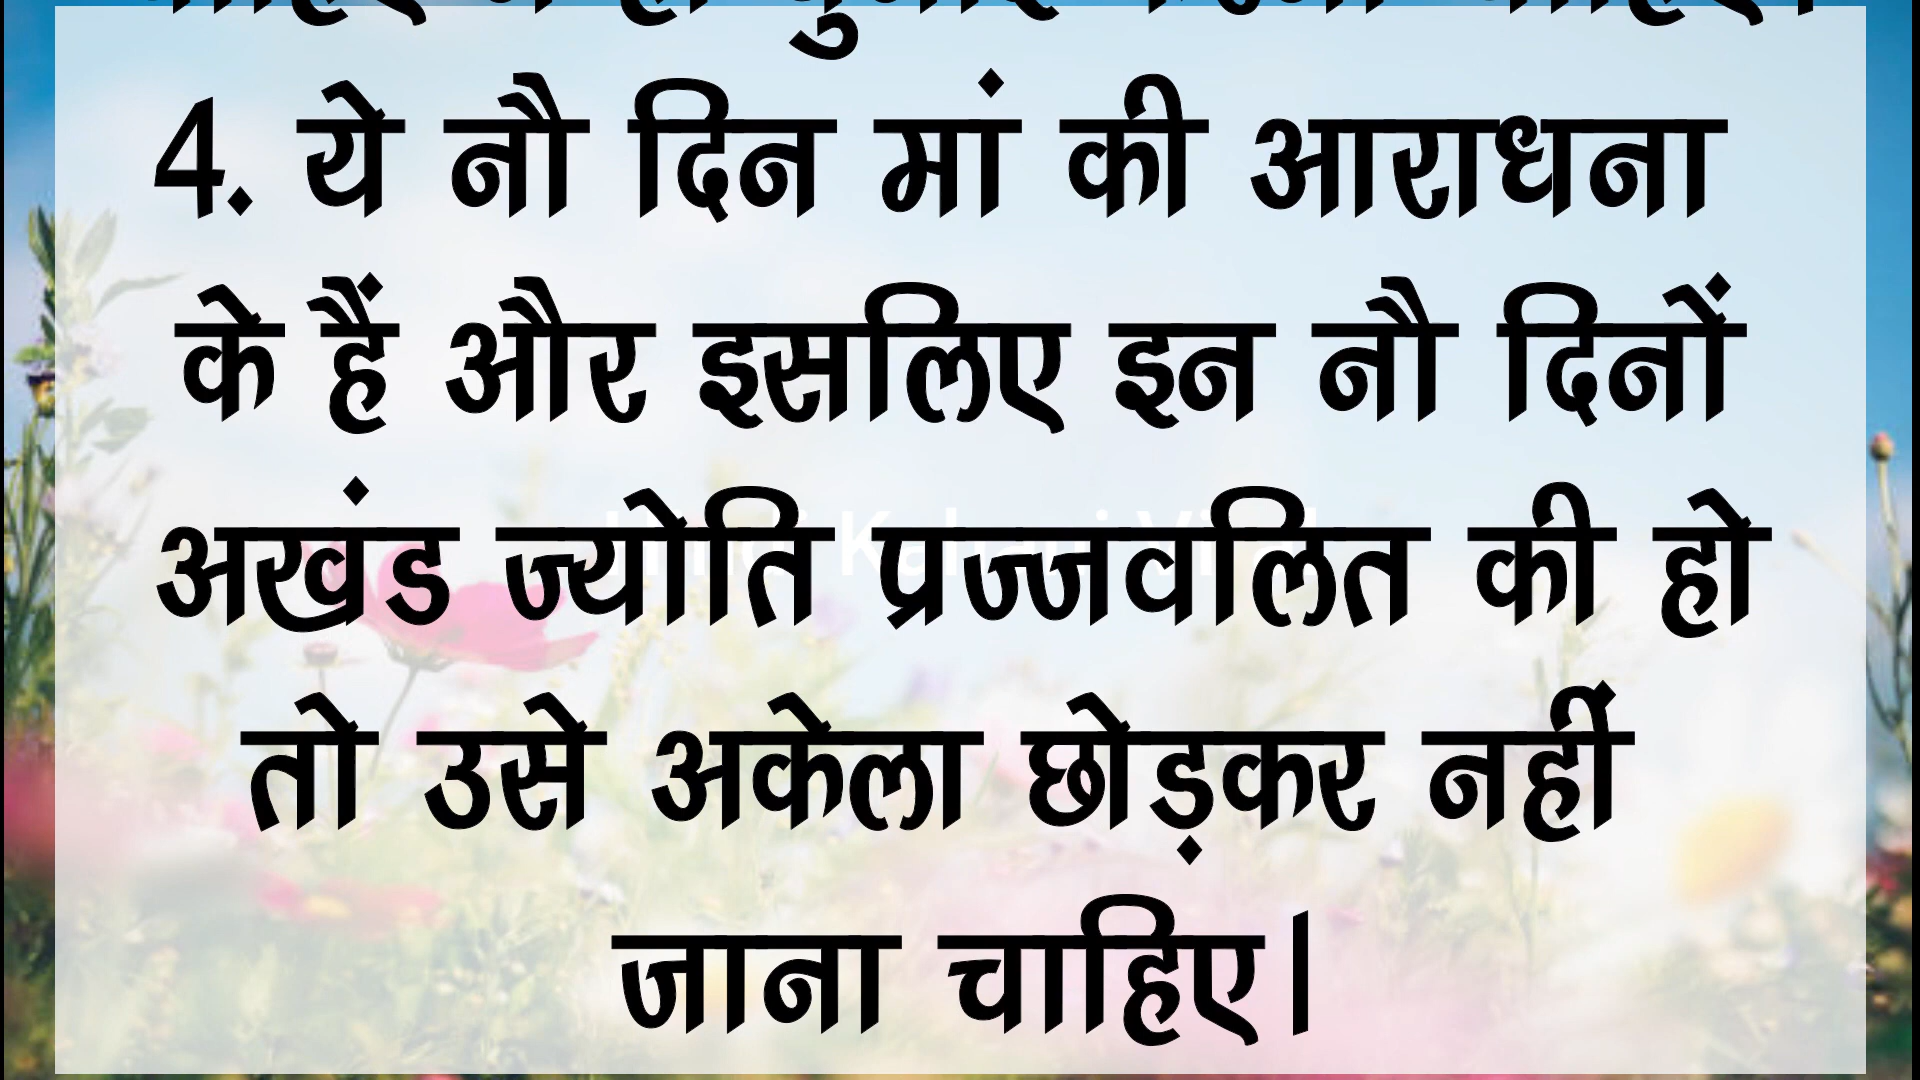 4. ये नौ दिन मां की आराधना
के हैं और इसलिए इन नौ दिनों
अखंड ज्योति प्रज्जवलित की हो
तो उसे अकेला छोड़कर नहीं
जाना चाहिए।